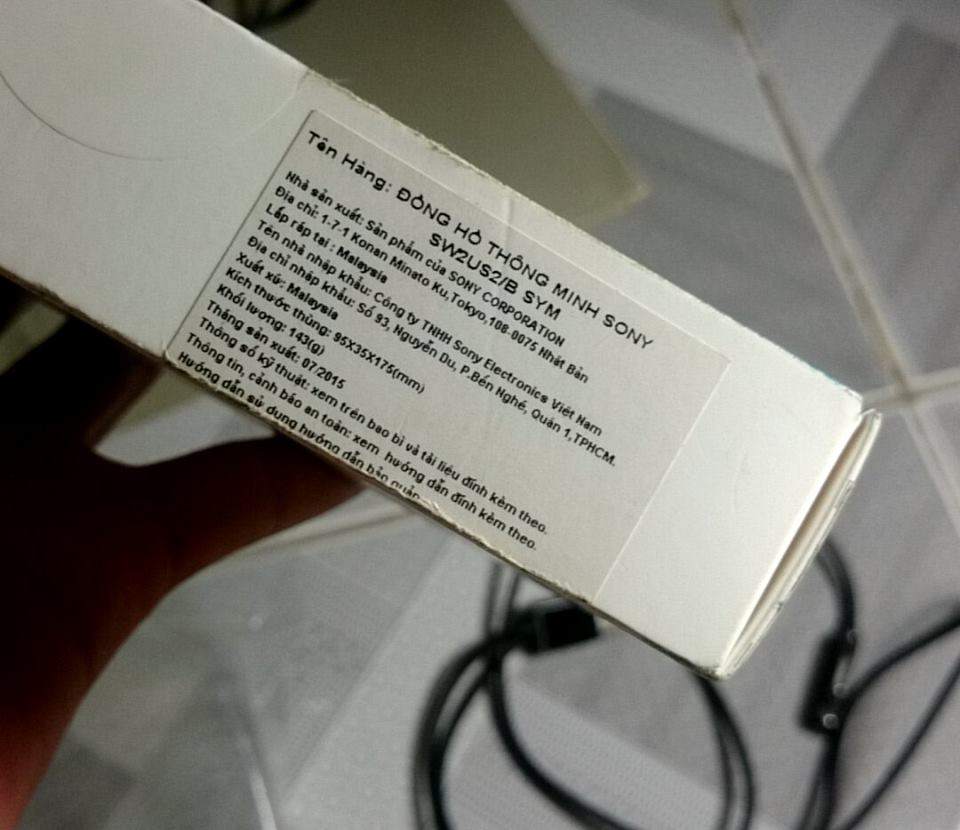 Tên Hàng: ĐỒNG HỒ THÔNG MINH SONY
SW2US2/B SYM
Nhà sản xuất: Sản phẩm của SONY CORPORATION
Địa chỉ: 1-7-1 Konan Minato Ku,Tokyo,108-0075 Nhật Bản
Lắp ráp tại : Malaysia
Tên nhà nhập khẩu: Công ty TNHH Sony Electronics Việt Nam
Địa chỉ nhập khẩu: Số 93, Nguyễn Du, P.Bến Nghé, Quận 1,TPHCM.
Xuất xứ: Malaysia
Kích thước thùng: 95X35X175(mm)
Khối lượng: 143(g)
Tháng sản xuất: 07/2015
Thông số kỹ thuật: xem trên bao bì và tài liệu đính kèm theo.
Thông tin, cảnh báo an toàn: xem hướng dẫn đính kèm theo.
Hướng dẫn sử dụng hướng dẫn bảo quản